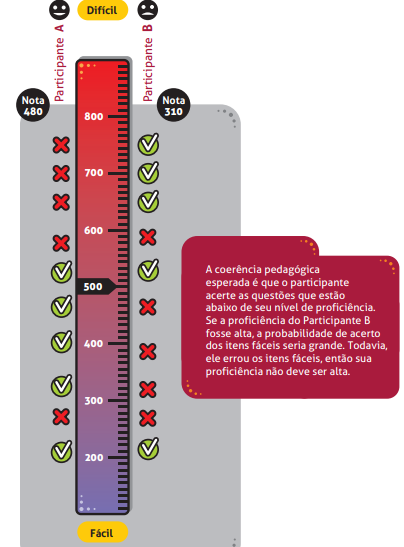 Difícil
Participante A
Participante B
Nota
480
Nota
310
800
700
600
500
400
300
200
Fácil
A coerência pedagógica
esperada é que o participante
acerte as questões que estão
abaixo de seu nível de proficiência.
Se a proficiência do Participante B
fosse alta, a probabilidade de acerto
dos itens fáceis seria grande. Todavia,
ele errou os itens fáceis, então sua
proficiência não deve ser alta.